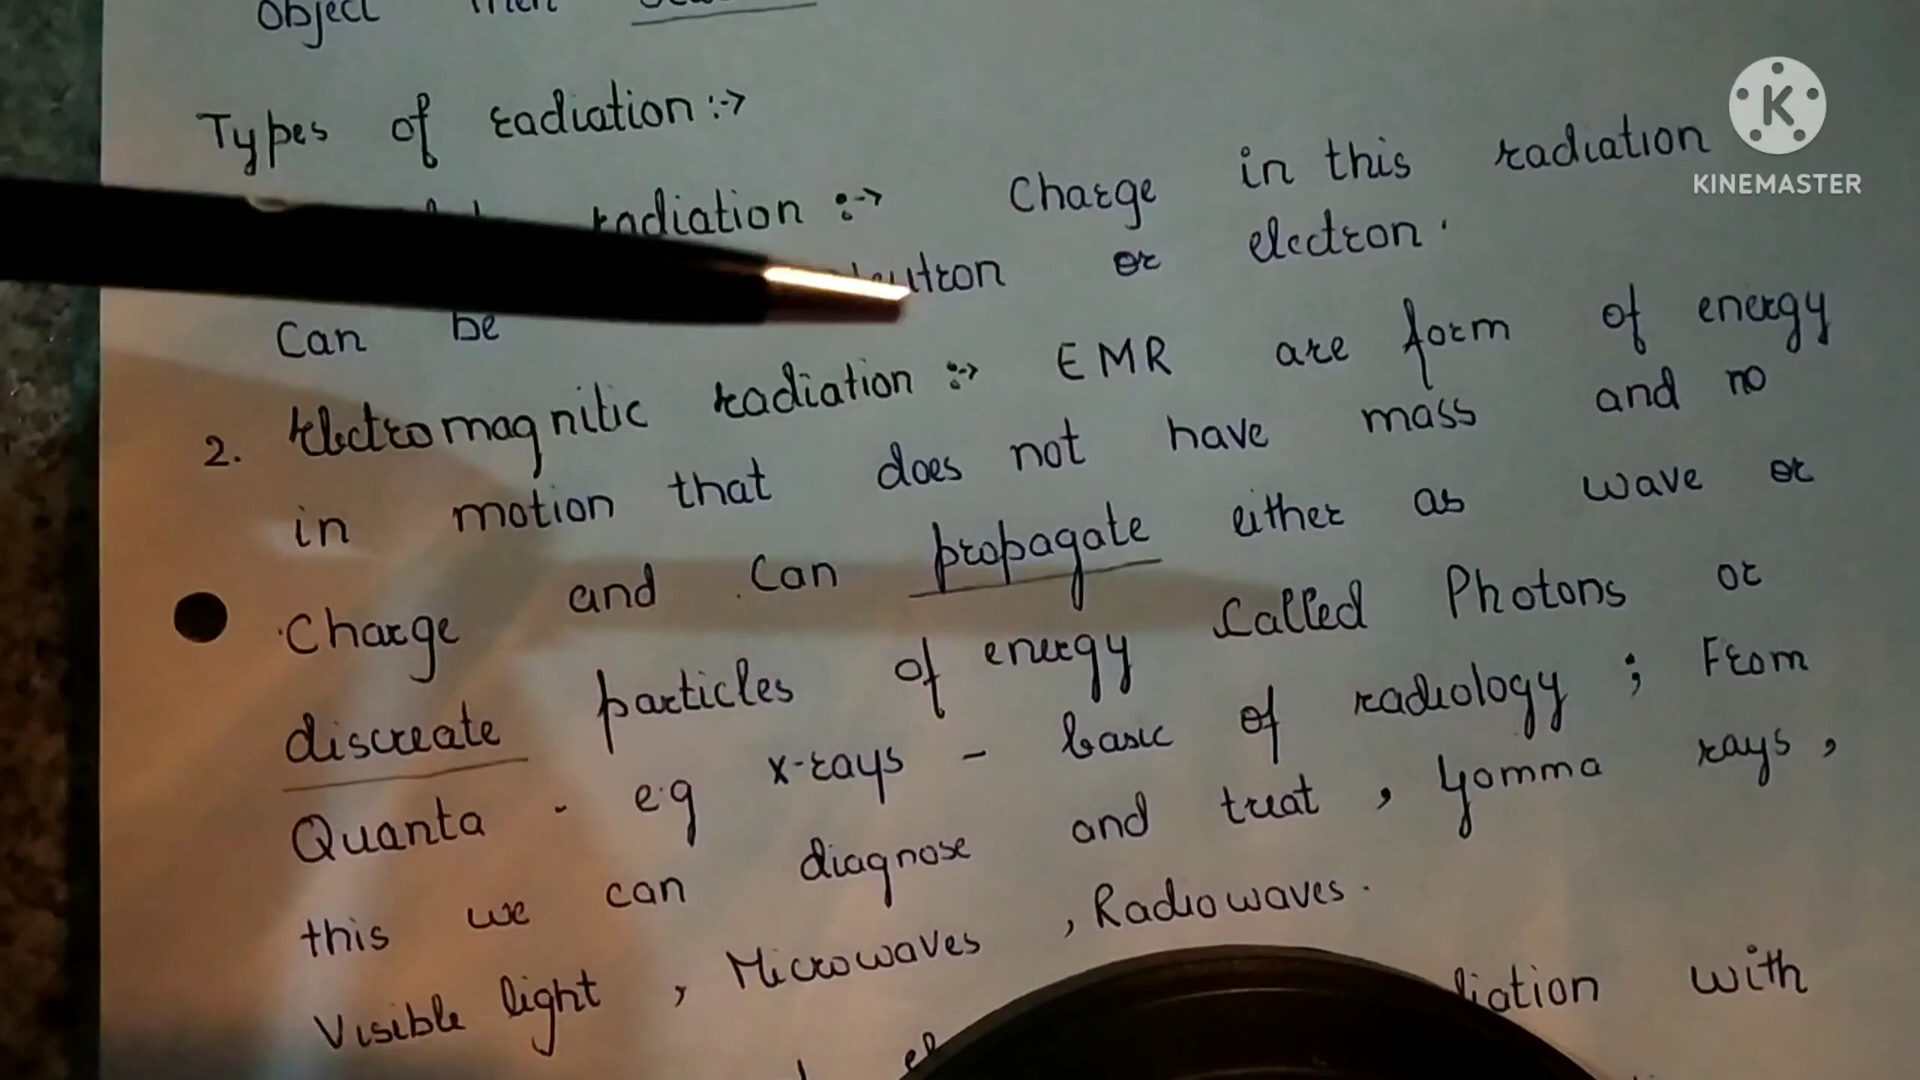 object
Types of radiation :→
radiation :→ Charge in this radiation
Can be or electron.
2. Electromagnitic radiation :→ EMR are form of energy
in motion that does not have mass and no
Charge and can propagate either as wave or
discreate particles of energy called Photons or
Quanta - eg x-rays - basic of radiology ; From
this we can diagnose and treat , Gomma rays ,
Visible light , Microwaves , Radiowaves .
with
KINEMASTER